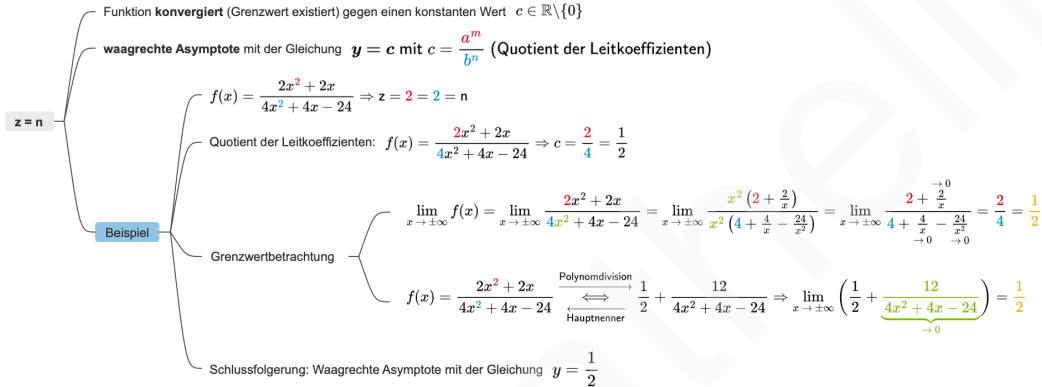 Funktion konvergiert (Grenzwert existiert) gegen einen konstanten Wert c ∈ ℝ\{0}
waagrechte Asymptote mit der Gleichung y = c mit c = a^m / b^n (Quotient der Leitkoeffizienten)
z = n
f(x) = (2x² + 2x) / (4x² + 4x − 24) ⇒ z = 2 = 2 = n
Quotient der Leitkoeffizienten: f(x) = (2x² + 2x) / (4x² + 4x − 24) ⇒ c = 2/4 = 1/2
Beispiel
Grenzwertbetrachtung
lim x→±∞ f(x) = lim x→±∞ (2x² + 2x) / (4x² + 4x − 24) = lim x→±∞ x² (2 + 2/x) / x² (4 + 4/x − 24/x²) = lim x→±∞ (2 + 2/x →0) / (4 + 4/x →0 − 24/x² →0) = 2/4 = 1/2
f(x) = (2x² + 2x) / (4x² + 4x − 24) Polynomdivision ⟺ Hauptnenner 1/2 + 12 / (4x² + 4x − 24) ⇒ lim x→±∞ (1/2 + 12 / (4x² + 4x − 24) →0) = 1/2
Schlussfolgerung: Waagrechte Asymptote mit der Gleichung y = 1/2